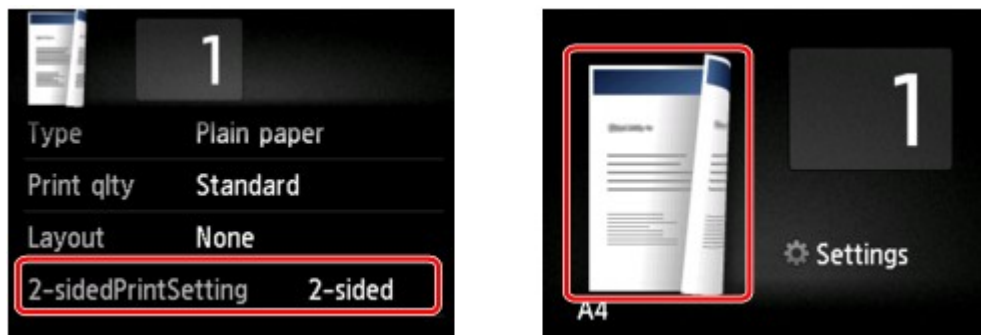 1
Type Plain paper
Print qlty Standard
Layout None
2-sidedPrintSetting 2-sided
1
Settings
A4